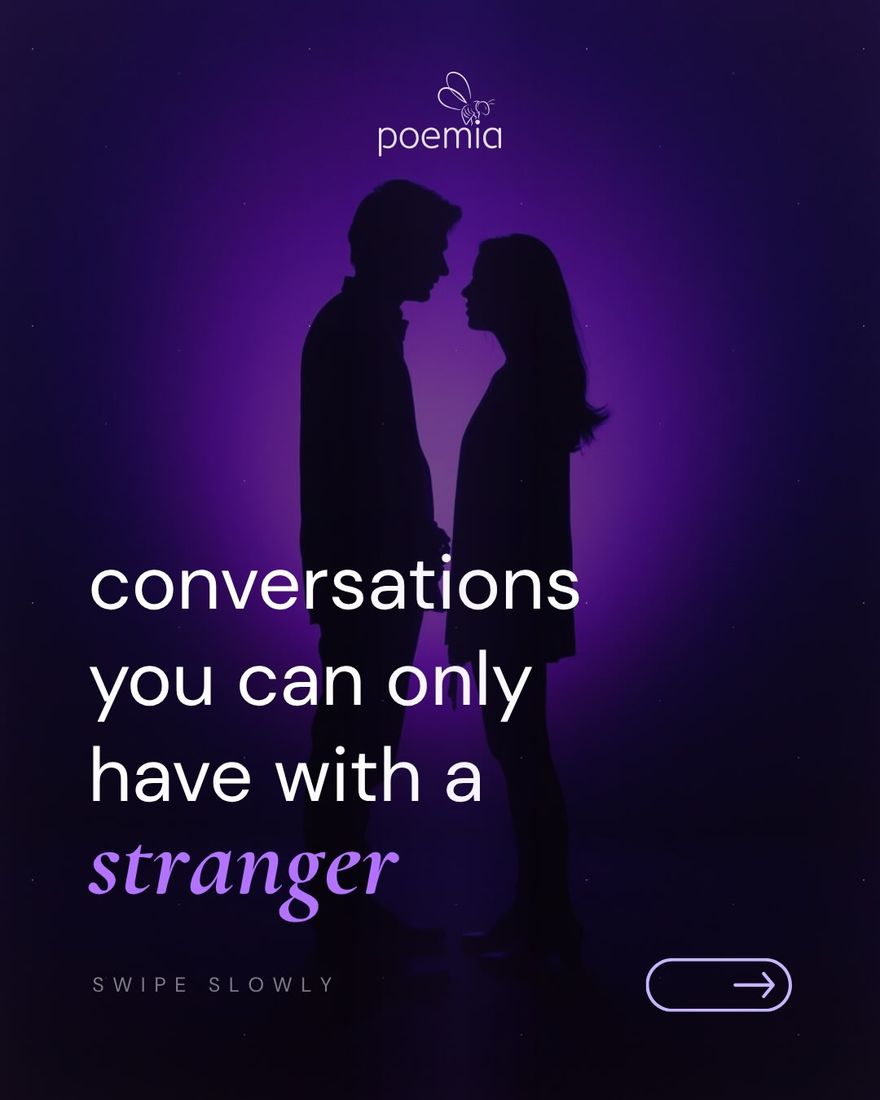 poemia
conversations
you can only
have with a
stranger
SWIPE SLOWLY